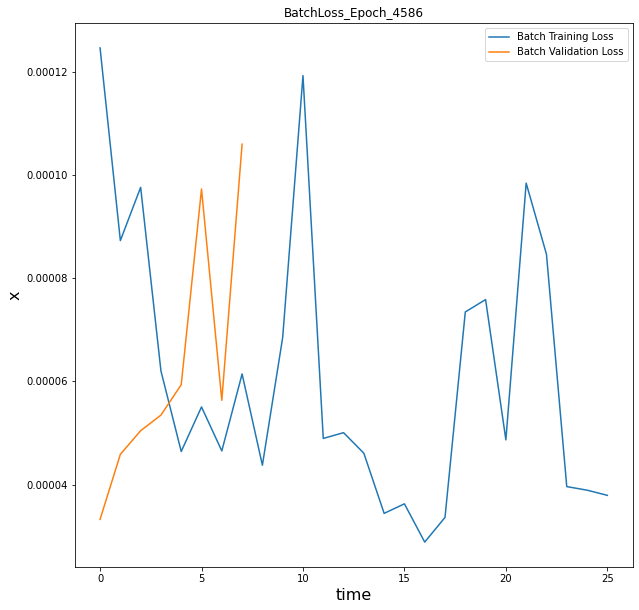 BatchLoss_Epoch_4586
Batch Training Loss
Batch Validation Loss
0.00012
0.00010
0.00008
0.00006
0.00004
x
0 5 10 15 20 25
time